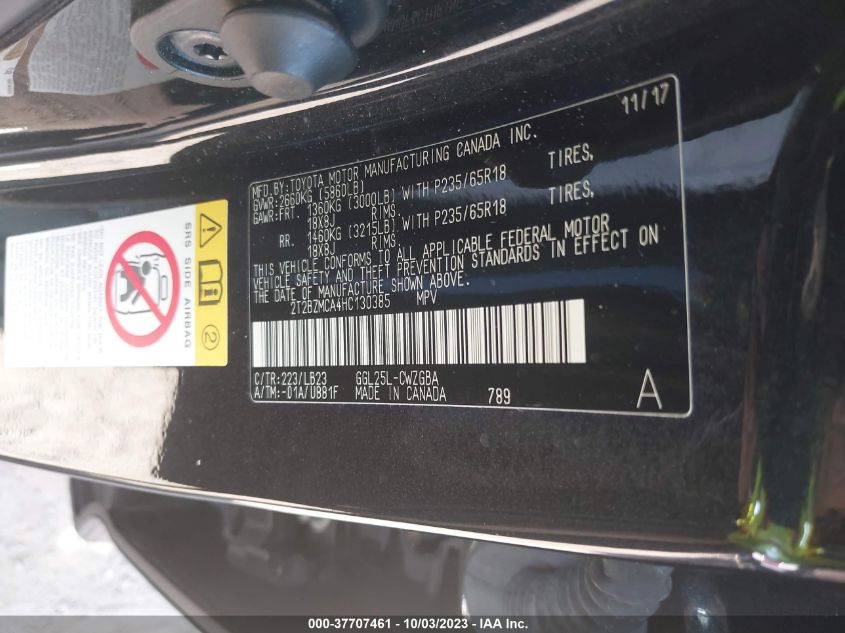 11/17
MFD. BY: TOYOTA MOTOR MANUFACTURING CANADA INC.
GVWR: 2660KG (5860LB)
GAWR: FRT. 1360KG (3000LB) WITH P235/65R18 TIRES,
18X8J RIMS,
RR. 1460KG (3215LB) WITH P235/65R18 TIRES,
18X8J RIMS,
THIS VEHICLE CONFORMS TO ALL APPLICABLE FEDERAL MOTOR
VEHICLE SAFETY AND THEFT PREVENTION STANDARDS IN EFFECT ON
THE DATE OF MANUFACTURE SHOWN ABOVE.
2T2BZMCA4HC130385 MPV
C/TR: 223/LB23 GGL25L-CWZGBA
A/TM: -01A/U881F MADE IN CANADA 789 A
SRS SIDE AIRBAG
2
000-37707461 - 10/03/2023 - IAA Inc.